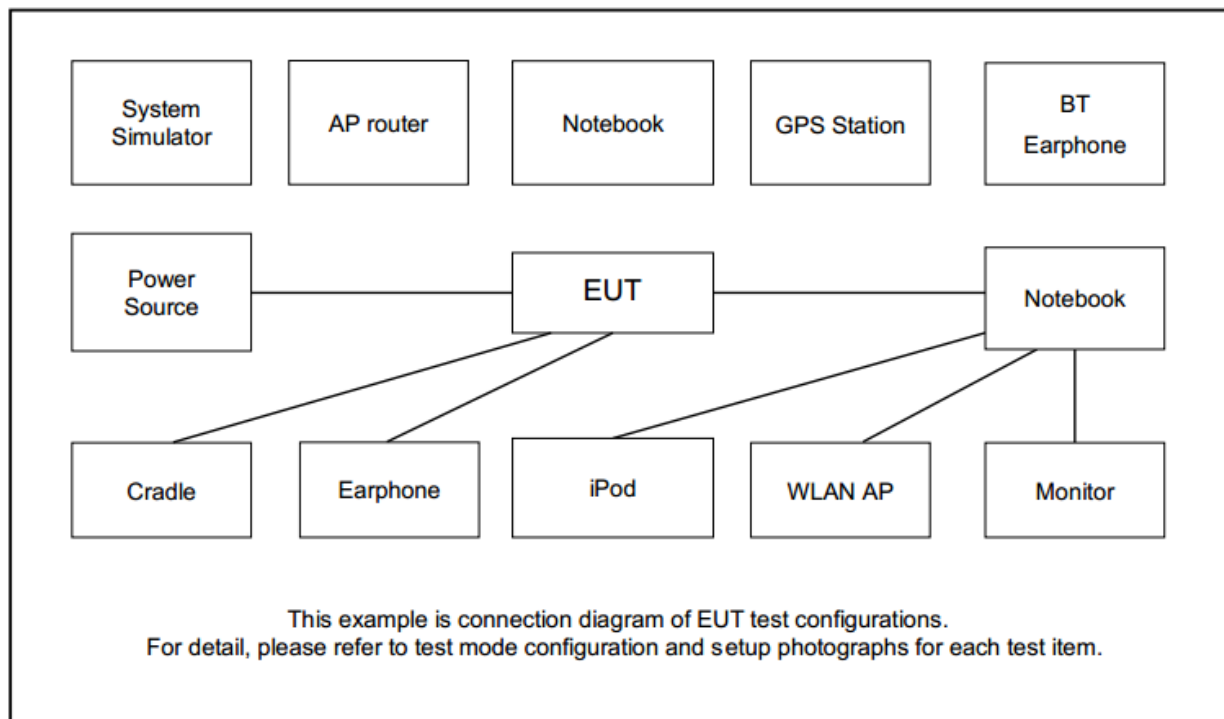 System
Simulator
AP router
Notebook
GPS Station
BT
Earphone
Power
Source
EUT
Notebook
Cradle
Earphone
iPod
WLAN AP
Monitor
This example is connection diagram of EUT test configurations.
For detail, please refer to test mode configuration and setup photographs for each test item.